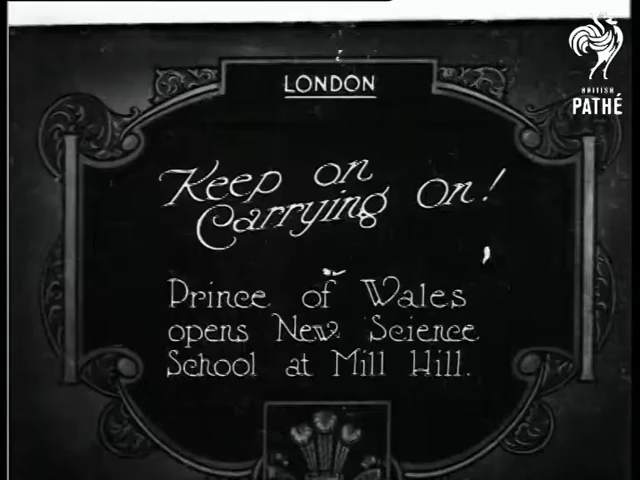 LONDON
BRITISH
PATHÉ
Keep on
Carrying On!
Prince of Wales
opens New Science
School at Mill Hill.